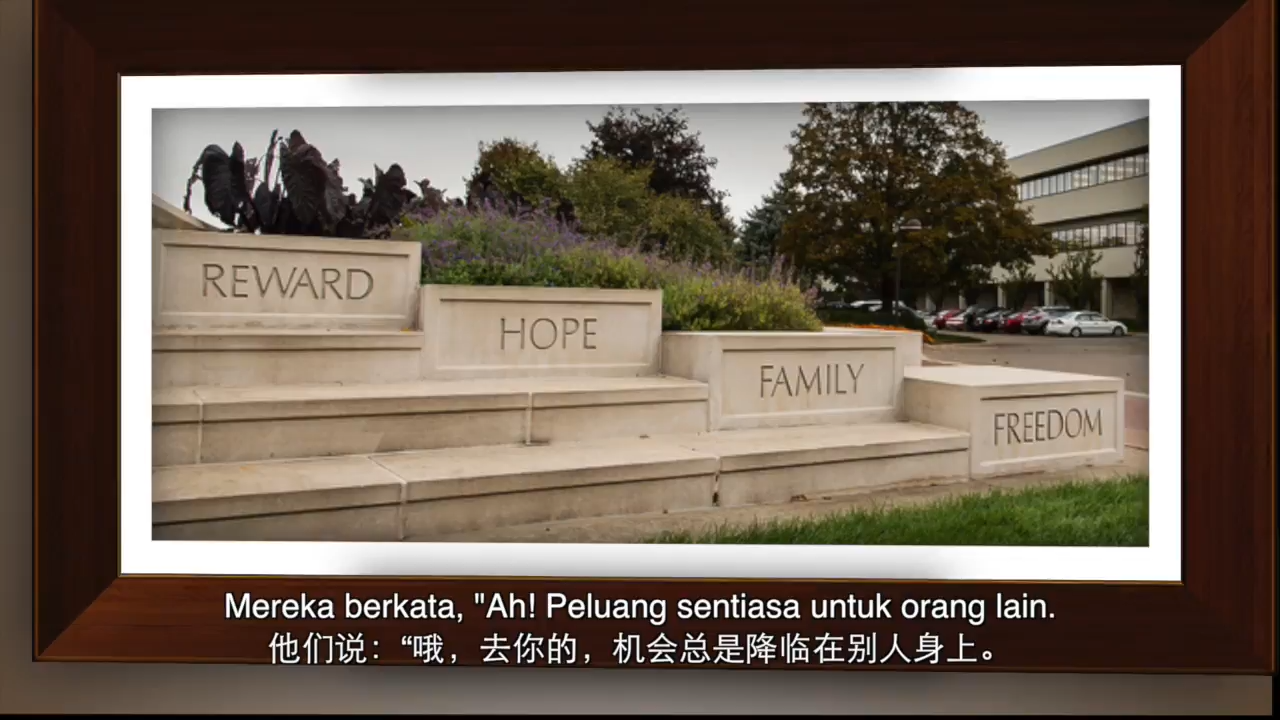 REWARD
HOPE
FAMILY
FREEDOM
Mereka berkata, "Ah! Peluang sentiasa untuk orang lain.
他们说：“哦，去你的，机会总是降临在别人身上。